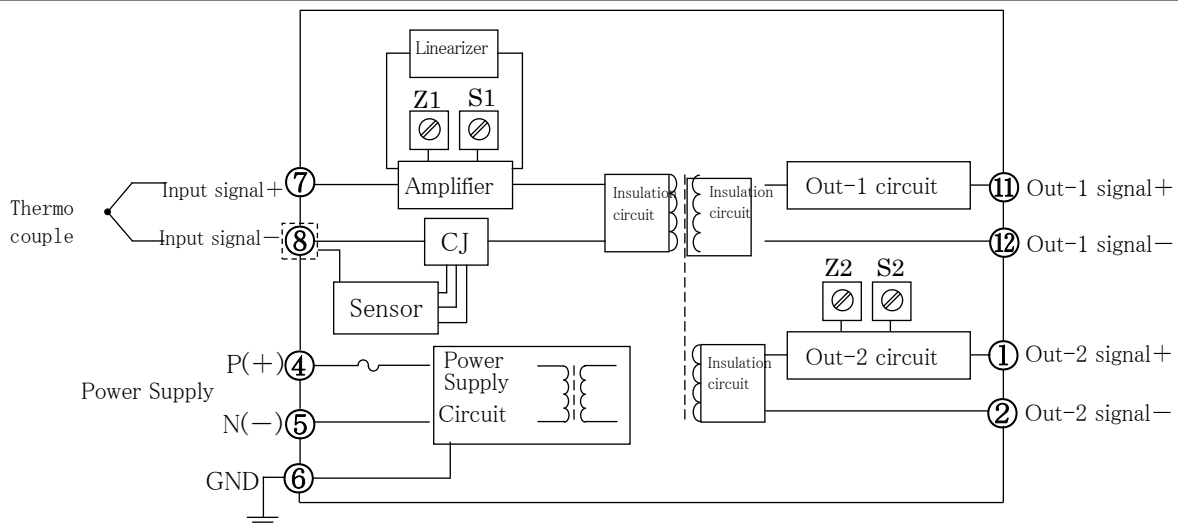 Linearizer
Z1 S1
Thermo
couple
Input signal+
⑦
Amplifier
Insulation
circuit
Insulation
circuit
Out-1 circuit
⑪
Out-1 signal+
Input signal-
⑧
CJ
⑫
Out-1 signal-
Sensor
Z2 S2
Power Supply
P(+)
④
Power
Supply
Circuit
Insulation
circuit
Out-2 circuit
①
Out-2 signal+
N(-)
⑤
②
Out-2 signal-
GND
⑥